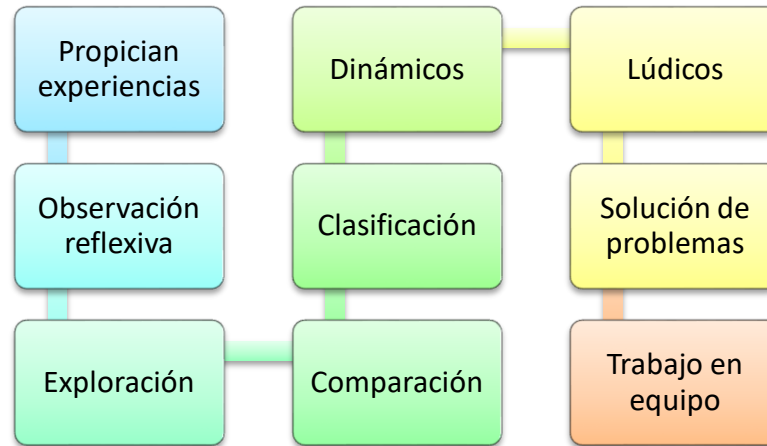 Propician
experiencias
Observación
reflexiva
Exploración
Comparación
Clasificación
Dinámicos
Lúdicos
Solución de
problemas
Trabajo en
equipo